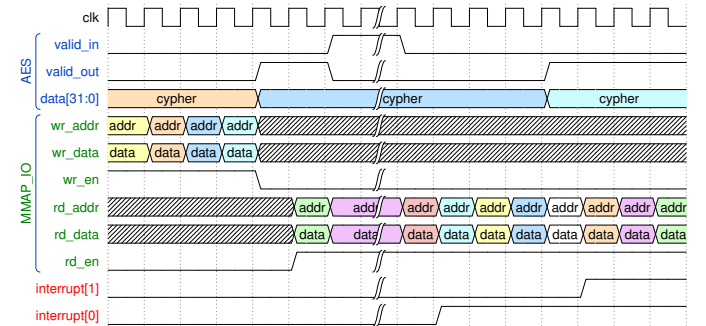 clk
AES
valid_in
valid_out
data[31:0] cypher cypher cypher
MMAP_IO
wr_addr addr addr addr addr
wr_data data data data data
wr_en
rd_addr addr addr addr addr addr addr addr addr addr addr
rd_data data data data data data data data data data data
rd_en
interrupt[1]
interrupt[0]